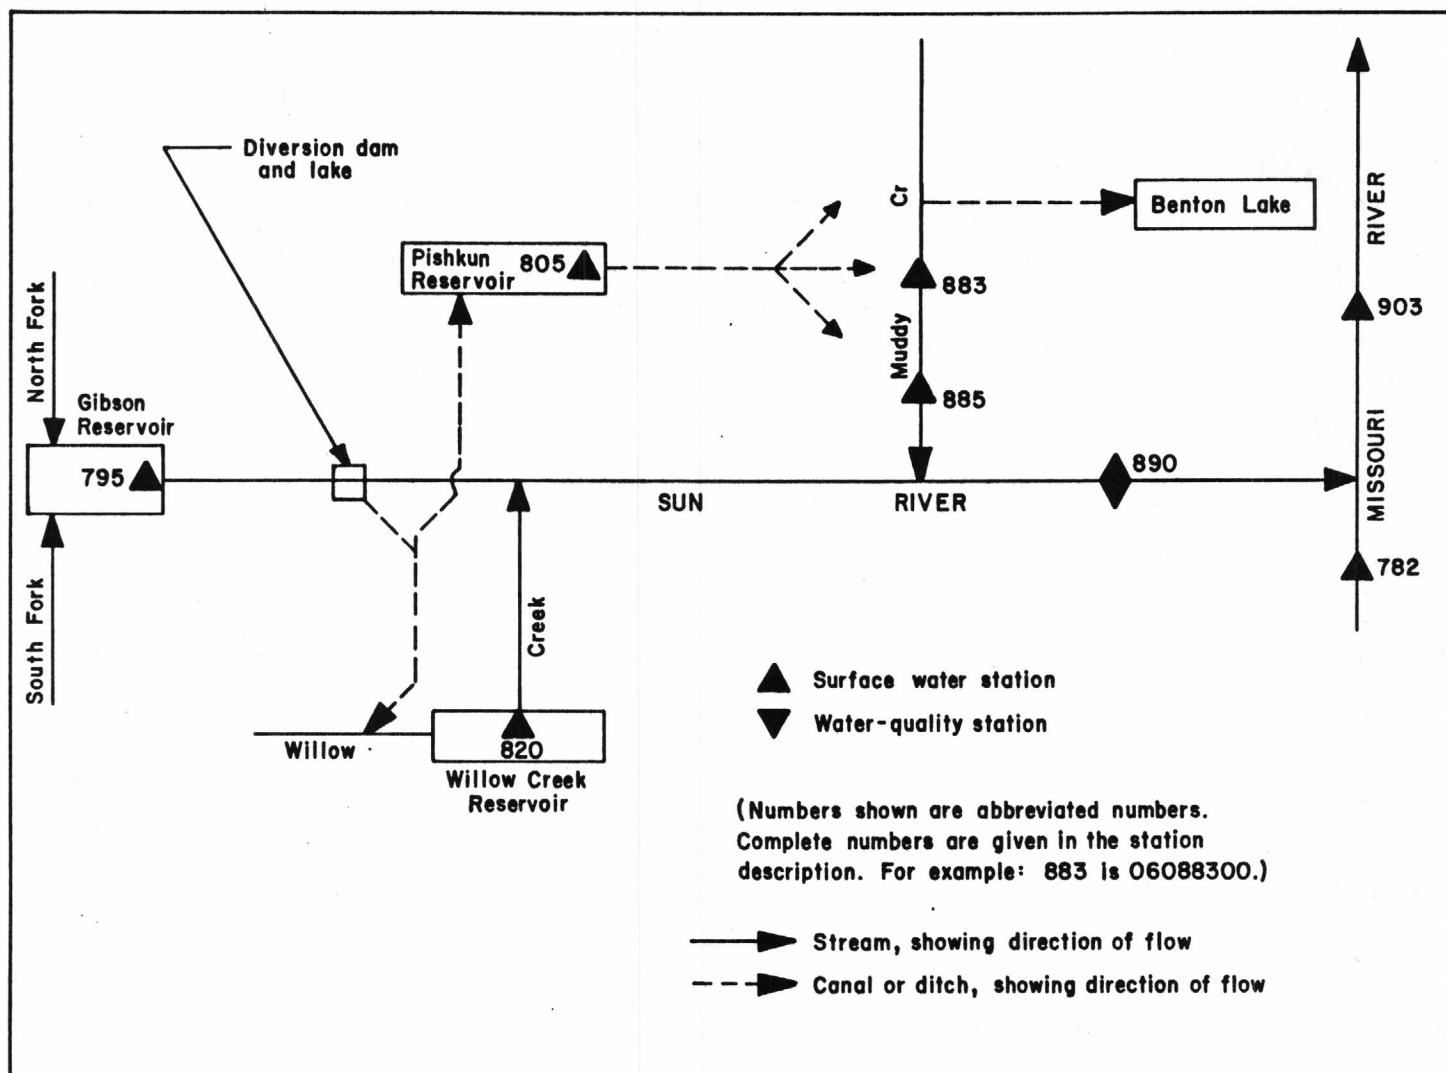 Diversion dam
and lake
Cr
Benton Lake
RIVER
Pishkun
Reservoir
805
883
903
North Fork
Muddy
Gibson
Reservoir
885
795
890
MISSOURI
SUN
RIVER
782
South Fork
Creek
Surface water station
Water-quality station
Willow
820
Willow Creek
Reservoir
(Numbers shown are abbreviated numbers.
Complete numbers are given in the station
description. For example: 883 is 06088300.)
Stream, showing direction of flow
Canal or ditch, showing direction of flow